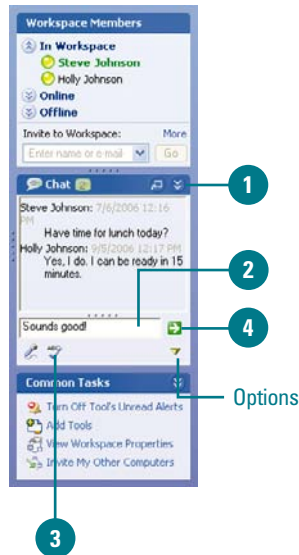 Workspace Members
In Workspace
Steve Johnson
Holly Johnson
Online
Offline
Invite to Workspace: More
Enter name or e-mail Go
Chat
1
Steve Johnson: 7/6/2006 12:16
PM
Have time for lunch today?
Holly Johnson: 9/5/2006 12:17 PM
Yes, I do. I can be ready in 15
minutes.
2
Sounds good!
4
Common Tasks
Options
Turn Off Tool's Unread Alerts
Add Tools
View Workspace Properties
Invite My Other Computers
3